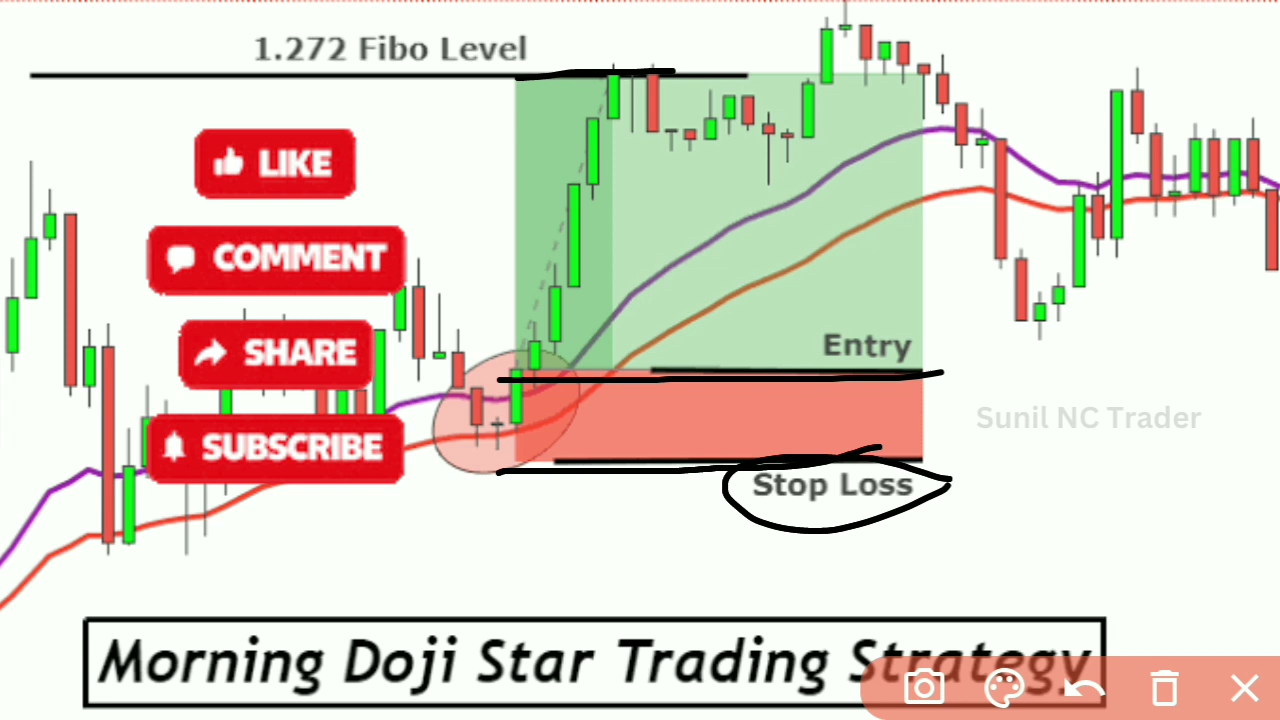 1.272 Fibo Level
LIKE
COMMENT
SHARE
SUBSCRIBE
Entry
Sunil NC Trader
Stop Loss
Morning Doji Star Trading Strategy